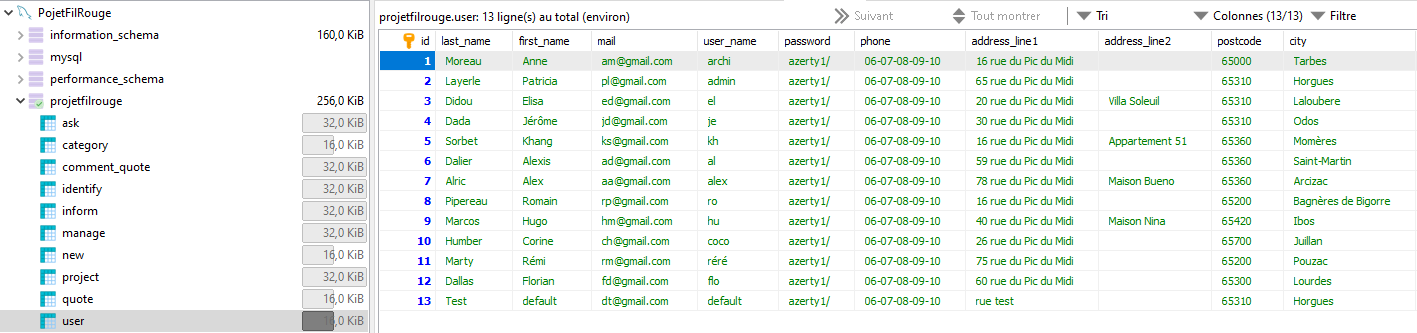 PojetFilRouge
information_schema 160,0 KiB
mysql
performance_schema
projetfilrouge 256,0 KiB
ask 32,0 KiB
category 16,0 KiB
comment_quote 32,0 KiB
identify 32,0 KiB
inform 32,0 KiB
manage 32,0 KiB
new 16,0 KiB
project 32,0 KiB
quote 16,0 KiB
user 16,0 KiB
projetfilrouge.user: 13 ligne(s) au total (environ) Suivant Tout montrer Tri Colonnes (13/13) Filtre
id last_name first_name mail user_name password phone address_line1 address_line2 postcode city
1 Moreau Anne am@gmail.com archi azerty1/ 06-07-08-09-10 16 rue du Pic du Midi 65000 Tarbes
2 Layerle Patricia pl@gmail.com admin azerty1/ 06-07-08-09-10 65 rue du Pic du Midi 65310 Horgues
3 Didou Elisa ed@gmail.com el azerty1/ 06-07-08-09-10 20 rue du Pic du Midi Villa Soleuil 65310 Laloubere
4 Dada Jérôme jd@gmail.com je azerty1/ 06-07-08-09-10 30 rue du Pic du Midi 65310 Odos
5 Sorbet Khang ks@gmail.com kh azerty1/ 06-07-08-09-10 16 rue du Pic du Midi Appartement 51 65360 Momères
6 Dalier Alexis ad@gmail.com al azerty1/ 06-07-08-09-10 59 rue du Pic du Midi 65360 Saint-Martin
7 Alric Alex aa@gmail.com alex azerty1/ 06-07-08-09-10 78 rue du Pic du Midi Maison Bueno 65360 Arcizac
8 Pipereau Romain rp@gmail.com ro azerty1/ 06-07-08-09-10 16 rue du Pic du Midi 65200 Bagnères de Bigorre
9 Marcos Hugo hm@gmail.com hu azerty1/ 06-07-08-09-10 40 rue du Pic du Midi Maison Nina 65420 Ibos
10 Humber Corine ch@gmail.com coco azerty1/ 06-07-08-09-10 26 rue du Pic du Midi 65700 Juillan
11 Marty Rémi rm@gmail.com réré azerty1/ 06-07-08-09-10 75 rue du Pic du Midi 65200 Pouzac
12 Dallas Florian fd@gmail.com flo azerty1/ 06-07-08-09-10 60 rue du Pic du Midi 65300 Lourdes
13 Test default dt@gmail.com default azerty1/ 06-07-08-09-10 rue test 65310 Horgues